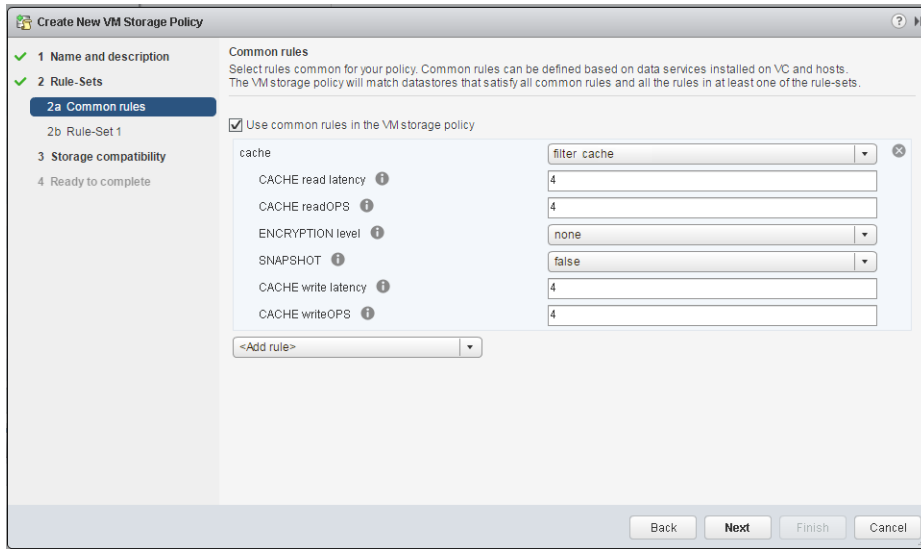 Create New VM Storage Policy
?
1 Name and description
2 Rule-Sets
2a Common rules
2b Rule-Set 1
3 Storage compatibility
4 Ready to complete
Common rules
Select rules common for your policy. Common rules can be defined based on data services installed on VC and hosts.
The VM storage policy will match datastores that satisfy all common rules and all the rules in at least one of the rule-sets.
Use common rules in the VM storage policy
cache filter cache
CACHE read latency 4
CACHE readOPS 4
ENCRYPTION level none
SNAPSHOT false
CACHE write latency 4
CACHE writeOPS 4
<Add rule>
Back Next Finish Cancel